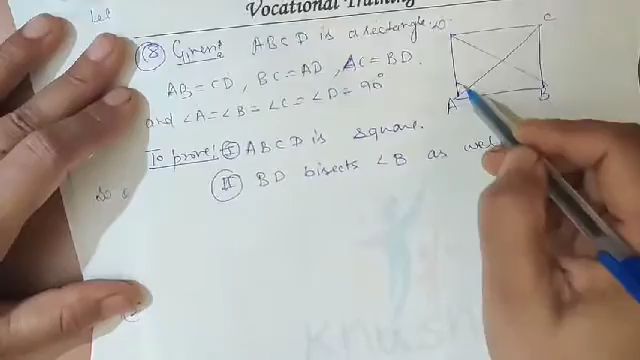 Vocational Training
Let
(8) Given: ABCD is a rectangle.
D C
AB = CD, BC = AD, AC = BD.
and ∠A = ∠B = ∠C = ∠D = 90°
A B
To prove: (I) ABCD is square.
(II) BD bisects ∠B as well